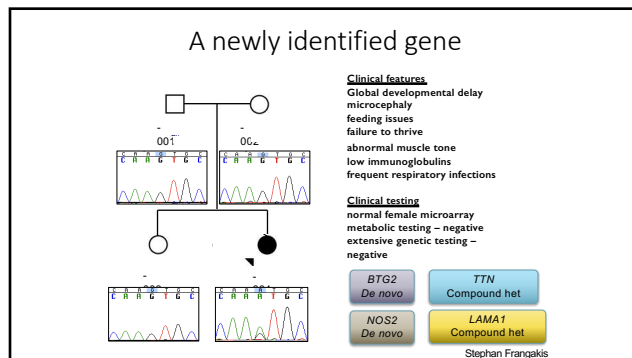 A newly identified gene
Clinical features
Global developmental delay
microcephaly
feeding issues
failure to thrive
abnormal muscle tone
low immunoglobulins
frequent respiratory infections
Clinical testing
normal female microarray
metabolic testing – negative
extensive genetic testing –
negative
-
001
-
002
C A A G T G C
C A A G T G C
C A A G T G C
C A A G T G C
-
-
C A A G T G C
C A A G T G C
C A A A T G C
C A A T G C
BTG2
De novo
TTN
Compound het
NOS2
De novo
LAMA1
Compound het
Stephan Frangakis